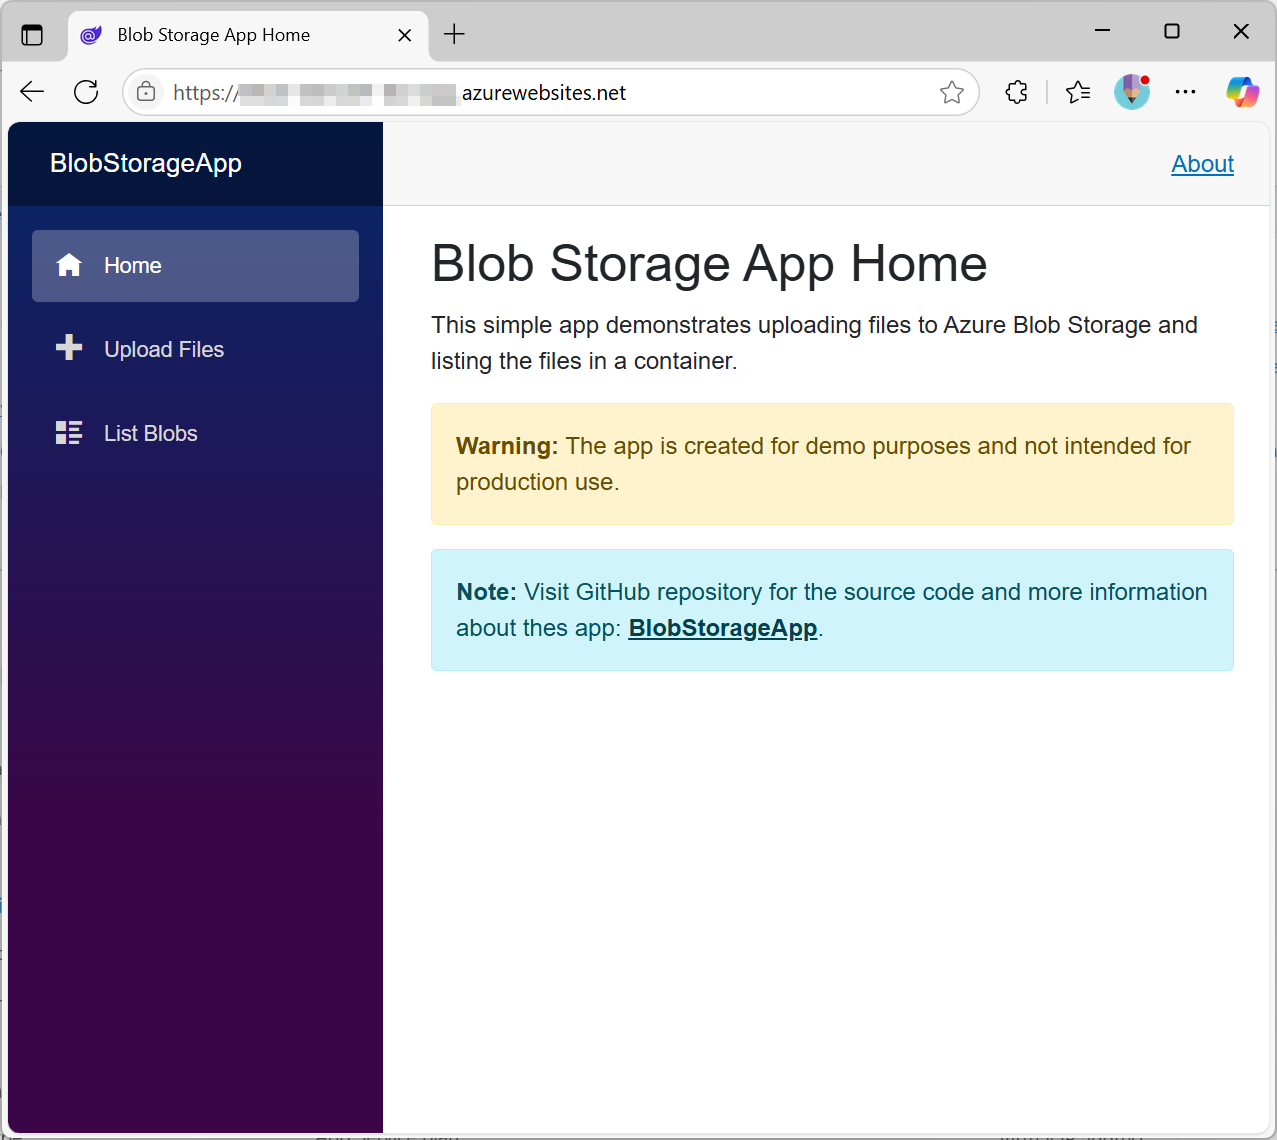 Blob Storage App Home
https://
azurewebsites.net
BlobStorageApp
About
Home
Upload Files
List Blobs
Blob Storage App Home
This simple app demonstrates uploading files to Azure Blob Storage and
listing the files in a container.
Warning: The app is created for demo purposes and not intended for
production use.
Note: Visit GitHub repository for the source code and more information
about thes app: BlobStorageApp.